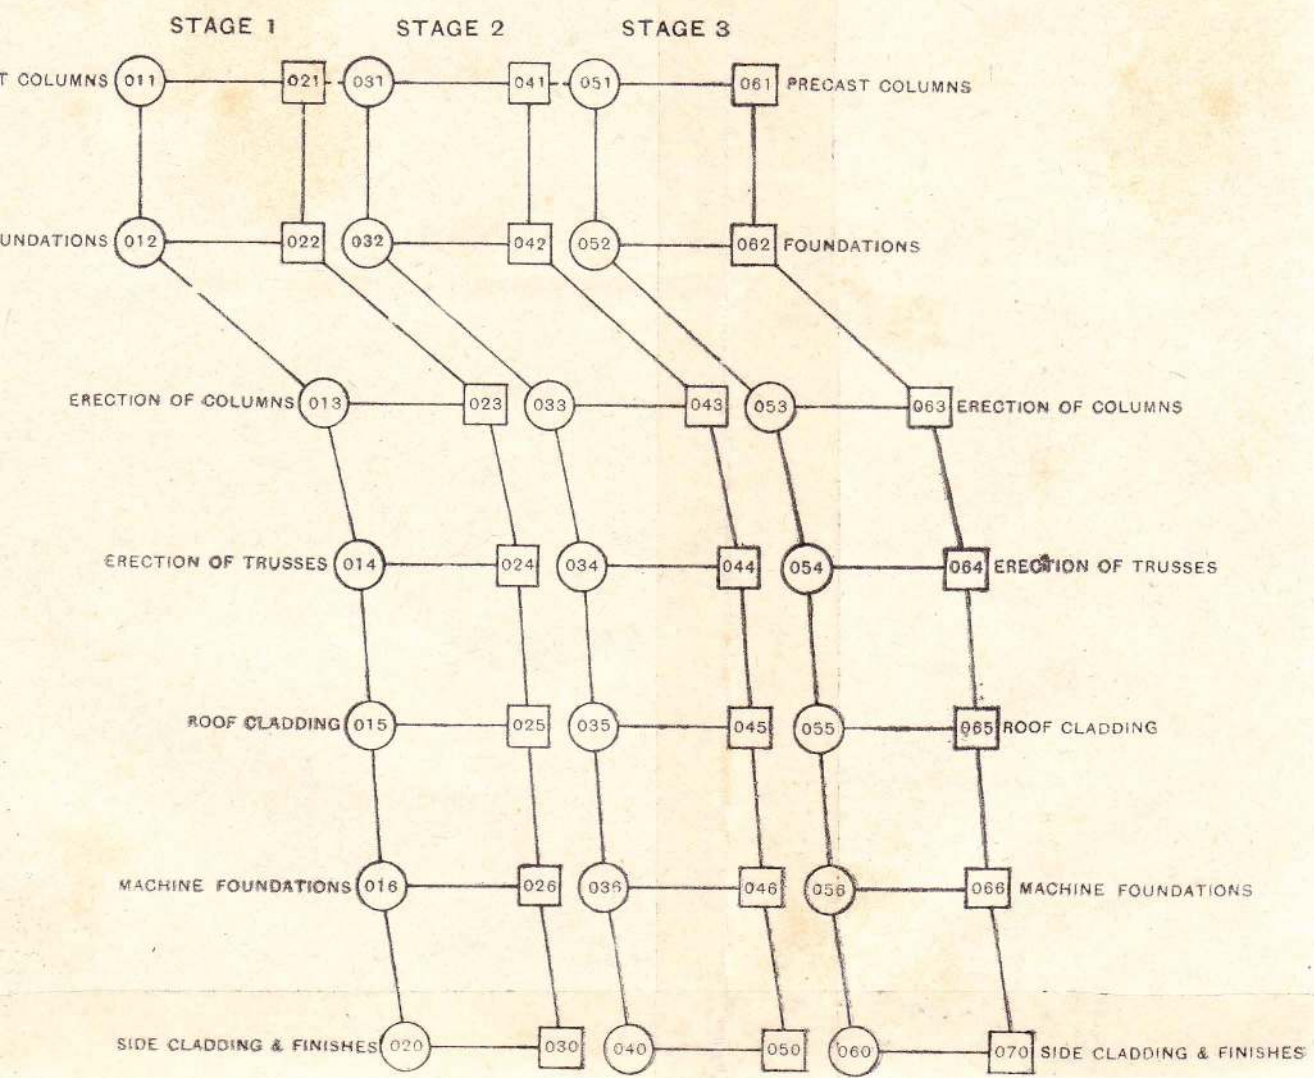 STAGE 1 STAGE 2 STAGE 3
T COLUMNS 011 021 031 041 051 061 PRECAST COLUMNS
UNDATIONS 012 022 032 042 052 062 FOUNDATIONS
ERECTION OF COLUMNS 013 023 033 043 053 063 ERECTION OF COLUMNS
ERECTION OF TRUSSES 014 024 034 044 054 064 ERECTION OF TRUSSES
ROOF CLADDING 015 025 035 045 055 065 ROOF CLADDING
MACHINE FOUNDATIONS 016 026 036 046 056 066 MACHINE FOUNDATIONS
SIDE CLADDING & FINISHES 020 030 040 050 060 070 SIDE CLADDING & FINISHES